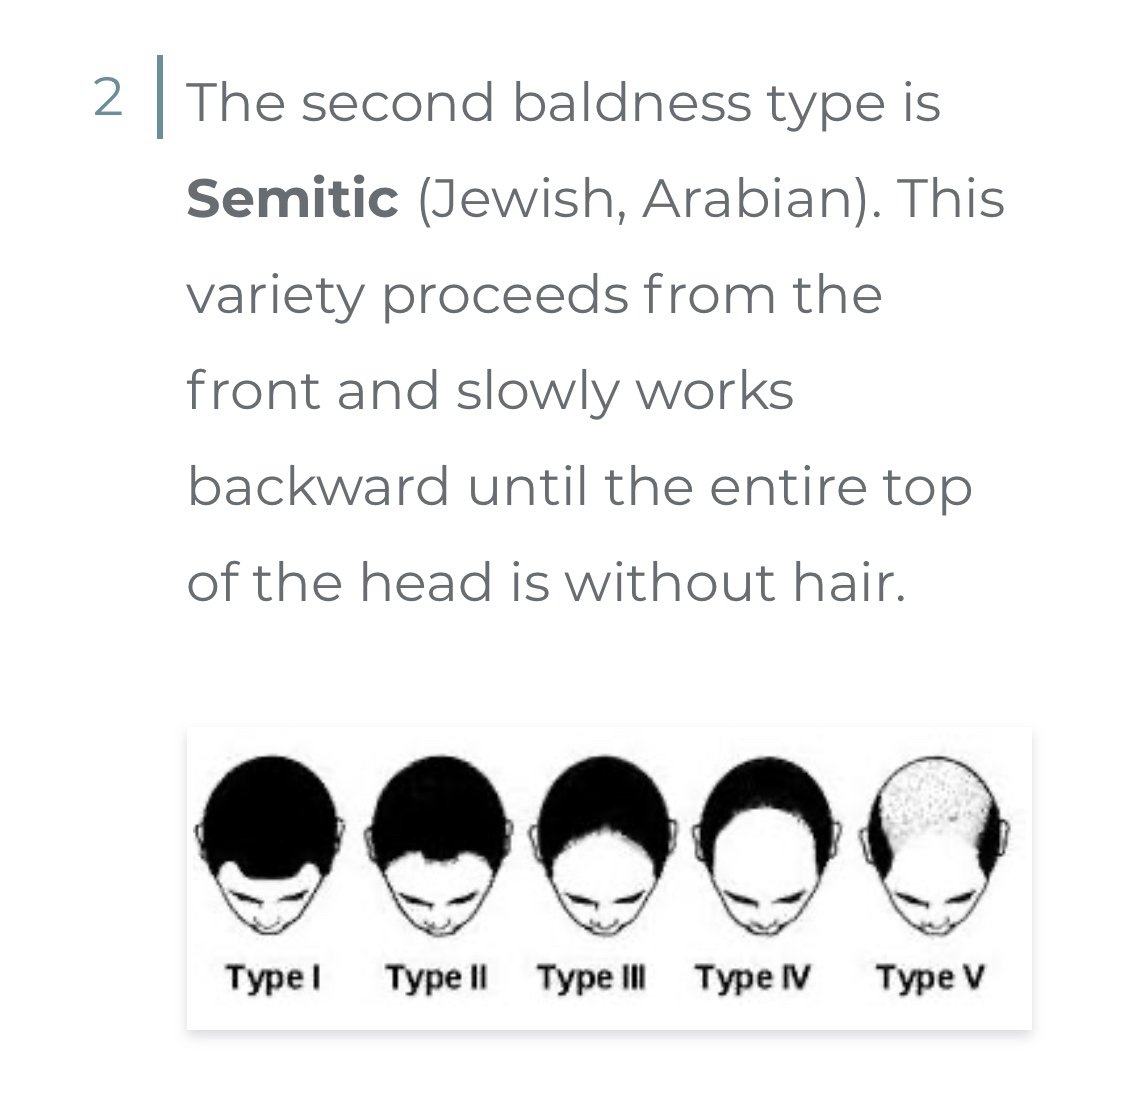 2
The second baldness type is
Semitic (Jewish, Arabian). This
variety proceeds from the
front and slowly works
backward until the entire top
of the head is without hair.
Type I Type II Type III Type IV Type V